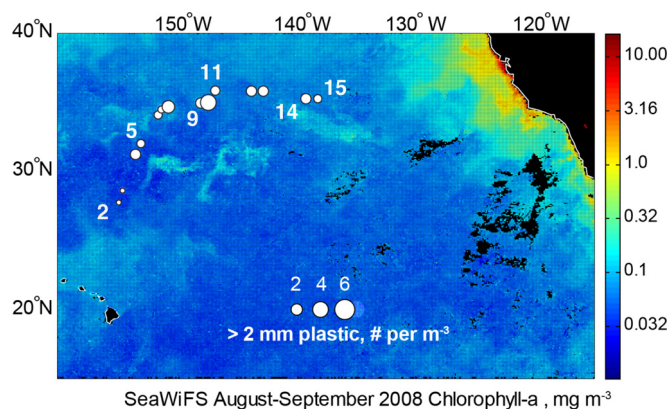 150°W 140°W 130°W 120°W
40°N
10.00
11
15
3.16
9
14
5
30°N
1.0
2
0.32
0.1
2 4 6
20°N
0.032
> 2 mm plastic, # per m⁻³
SeaWiFS August-September 2008 Chlorophyll-a , mg m⁻³